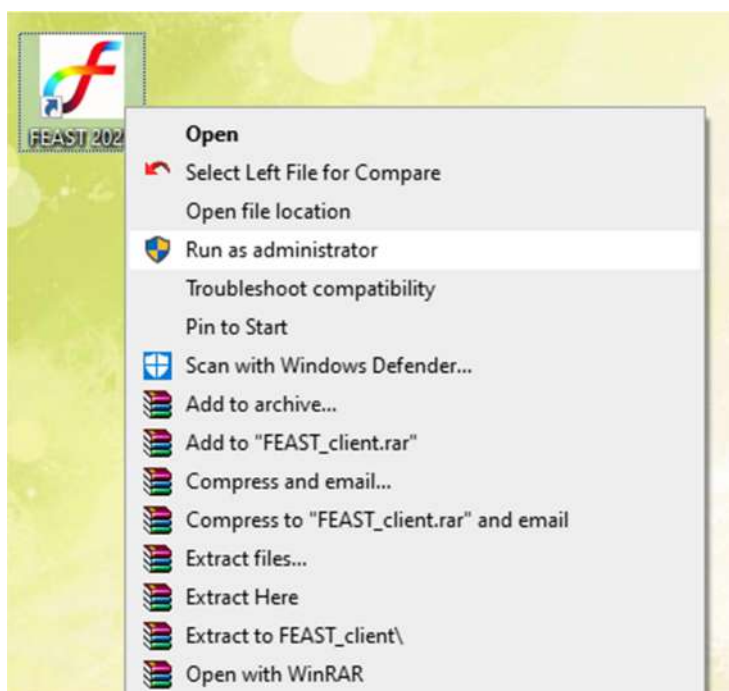 FEAST 202
Open
Select Left File for Compare
Open file location
Run as administrator
Troubleshoot compatibility
Pin to Start
Scan with Windows Defender...
Add to archive...
Add to "FEAST_client.rar"
Compress and email...
Compress to "FEAST_client.rar" and email
Extract files...
Extract Here
Extract to FEAST_client\
Open with WinRAR